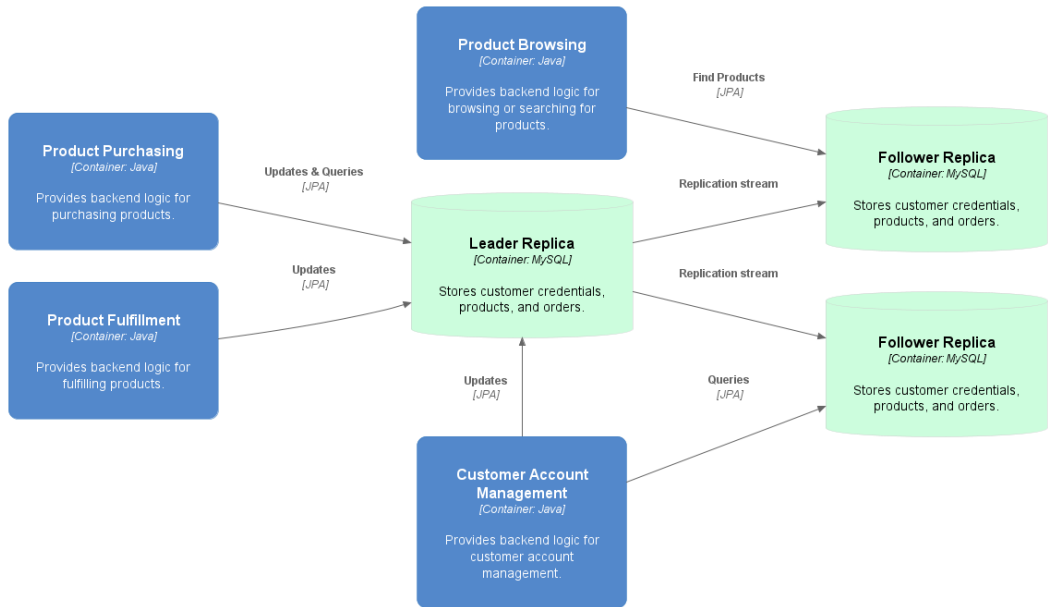 Product Browsing
[Container: Java]
Provides backend logic for
browsing or searching for
products.
Find Products
[JPA]
Product Purchasing
[Container: Java]
Provides backend logic for
purchasing products.
Updates & Queries
[JPA]
Follower Replica
[Container: MySQL]
Stores customer credentials,
products, and orders.
Replication stream
Leader Replica
[Container: MySQL]
Stores customer credentials,
products, and orders.
Updates
[JPA]
Replication stream
Product Fulfillment
[Container: Java]
Provides backend logic for
fulfilling products.
Follower Replica
[Container: MySQL]
Stores customer credentials,
products, and orders.
Updates
[JPA]
Queries
[JPA]
Customer Account
Management
[Container: Java]
Provides backend logic for
customer account
management.